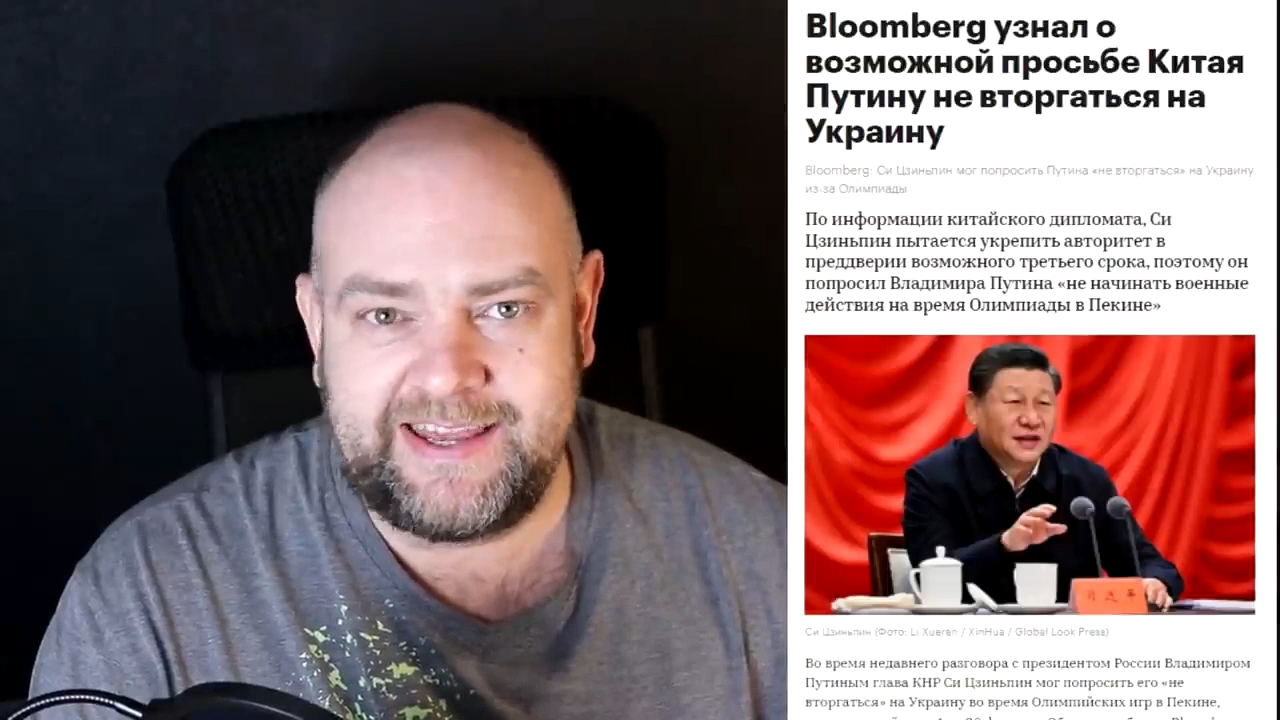 Bloomberg узнал о
возможной просьбе Китая
Путину не вторгаться на
Украину
Bloomberg: Си Цзиньпин мог попросить Путина «не вторгаться» на Украину
из-за Олимпиады
По информации китайского дипломата, Си
Цзиньпин пытается укрепить авторитет в
преддверии возможного третьего срока, поэтому он
попросил Владимира Путина «не начинать военные
действия на время Олимпиады в Пекине»
Си Цзиньпин (Фото: Li Xueren / XinHua / Global Look Press)
Во время недавнего разговора с президентом России Владимиром
Путиным глава КНР Си Цзиньпин мог попросить его «не
вторгаться» на Украину во время Олимпийских игр в Пекине,